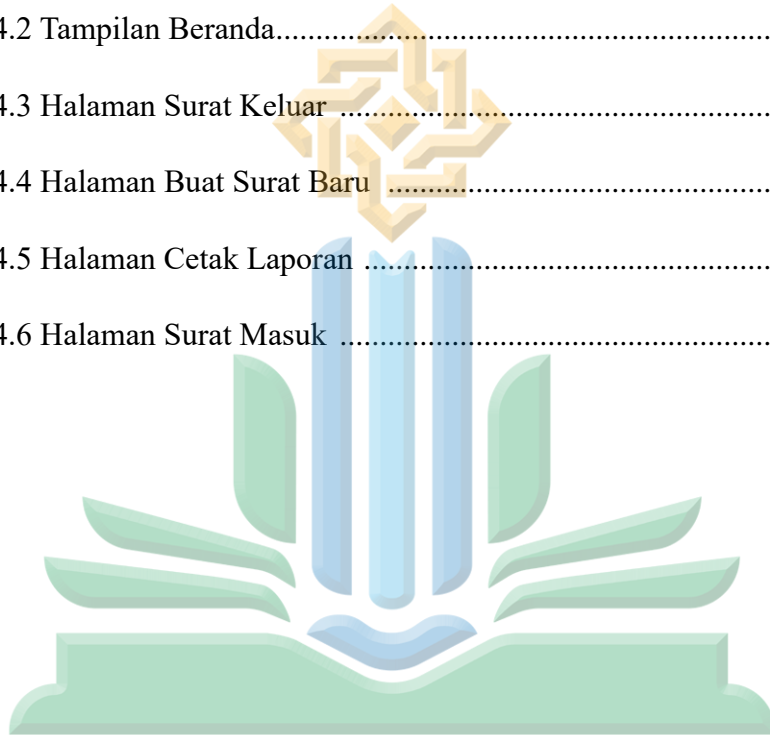 4.2 Tampilan Beranda..............................................................
4.3 Halaman Surat Keluar ......................................................
4.4 Halaman Buat Surat Baru ................................................
4.5 Halaman Cetak Laporan ...................................................
4.6 Halaman Surat Masuk ......................................................